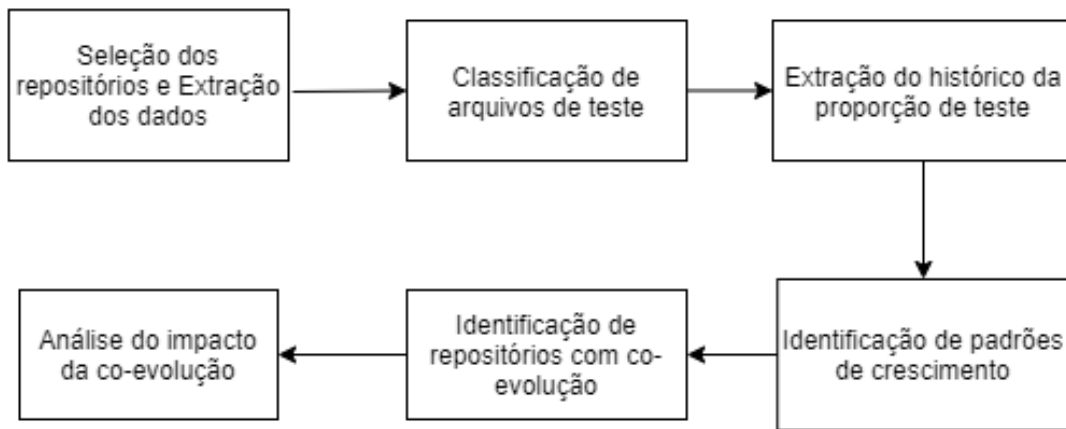 Seleção dos
repositórios e Extração
dos dados
Classificação de
arquivos de teste
Extração do histórico da
proporção de teste
Identificação de padrões
de crescimento
Identificação de
repositórios com co-
evolução
Análise do impacto
da co-evolução